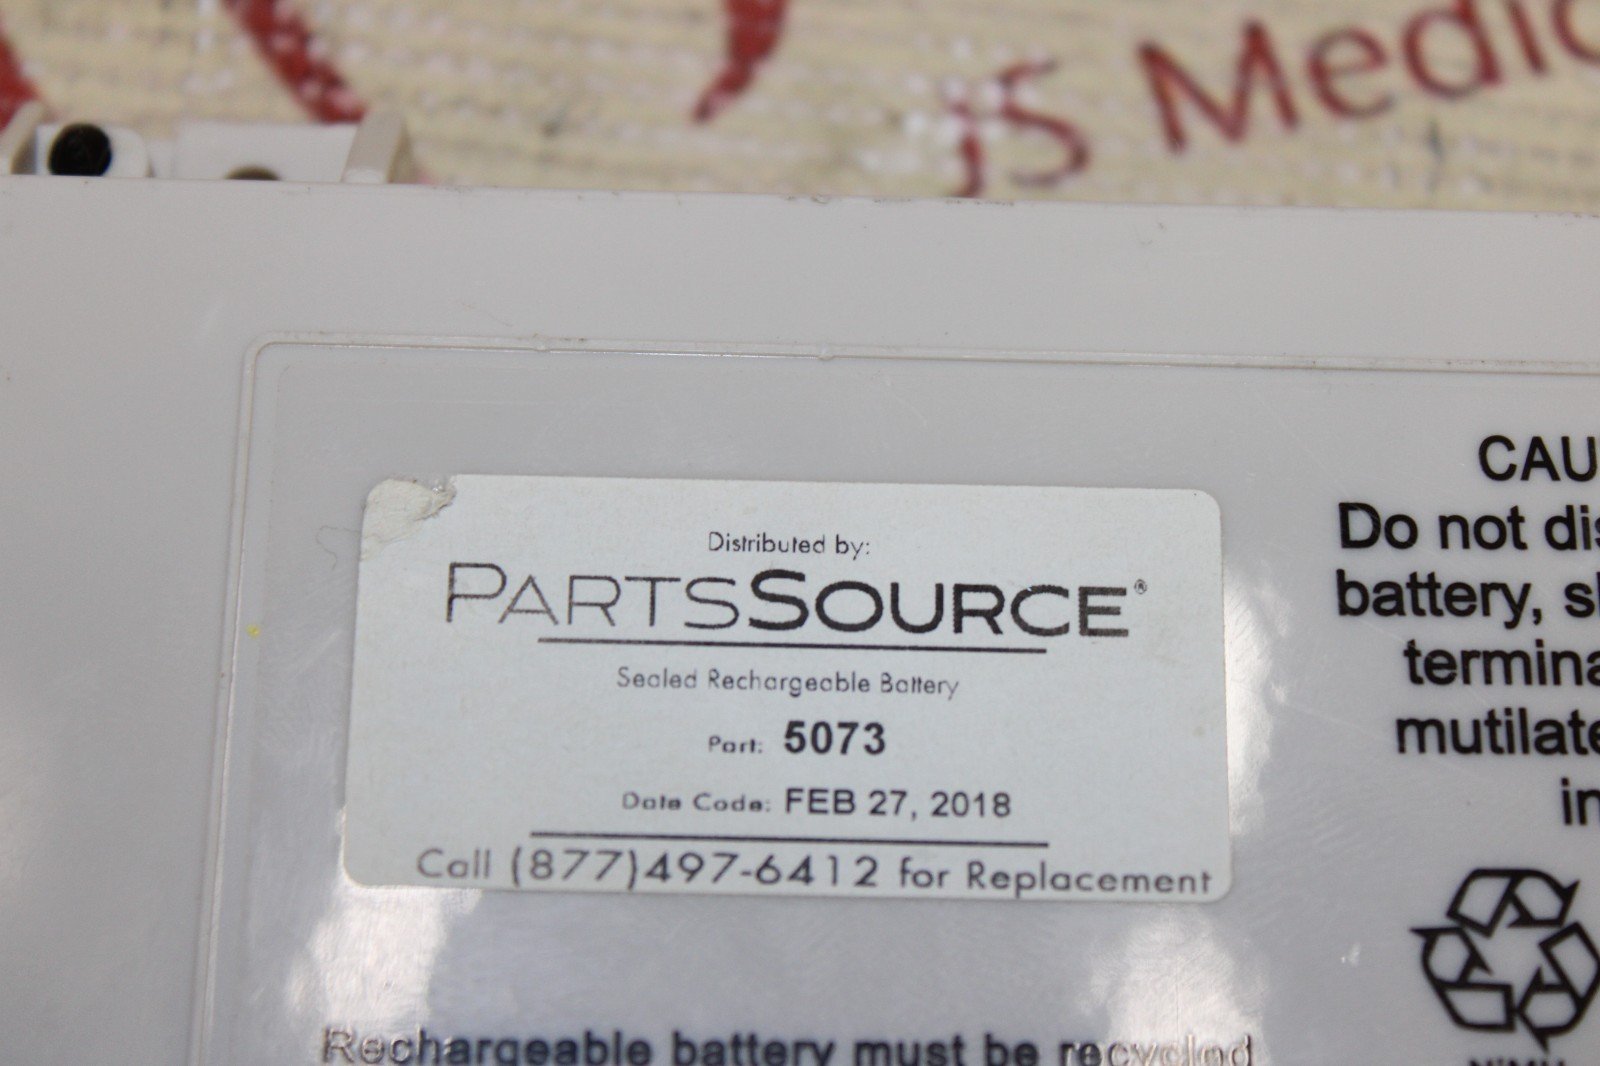 JS Medic
Distributed by:
PARTSSOURCE®
Sealed Rechargeable Battery
Part: 5073
Date Code: FEB 27, 2018
Call (877)497-6412 for Replacement
CAU
Do not dis
battery, s
termina
mutilate
in
Rechargeable battery must be recycled
NiMH